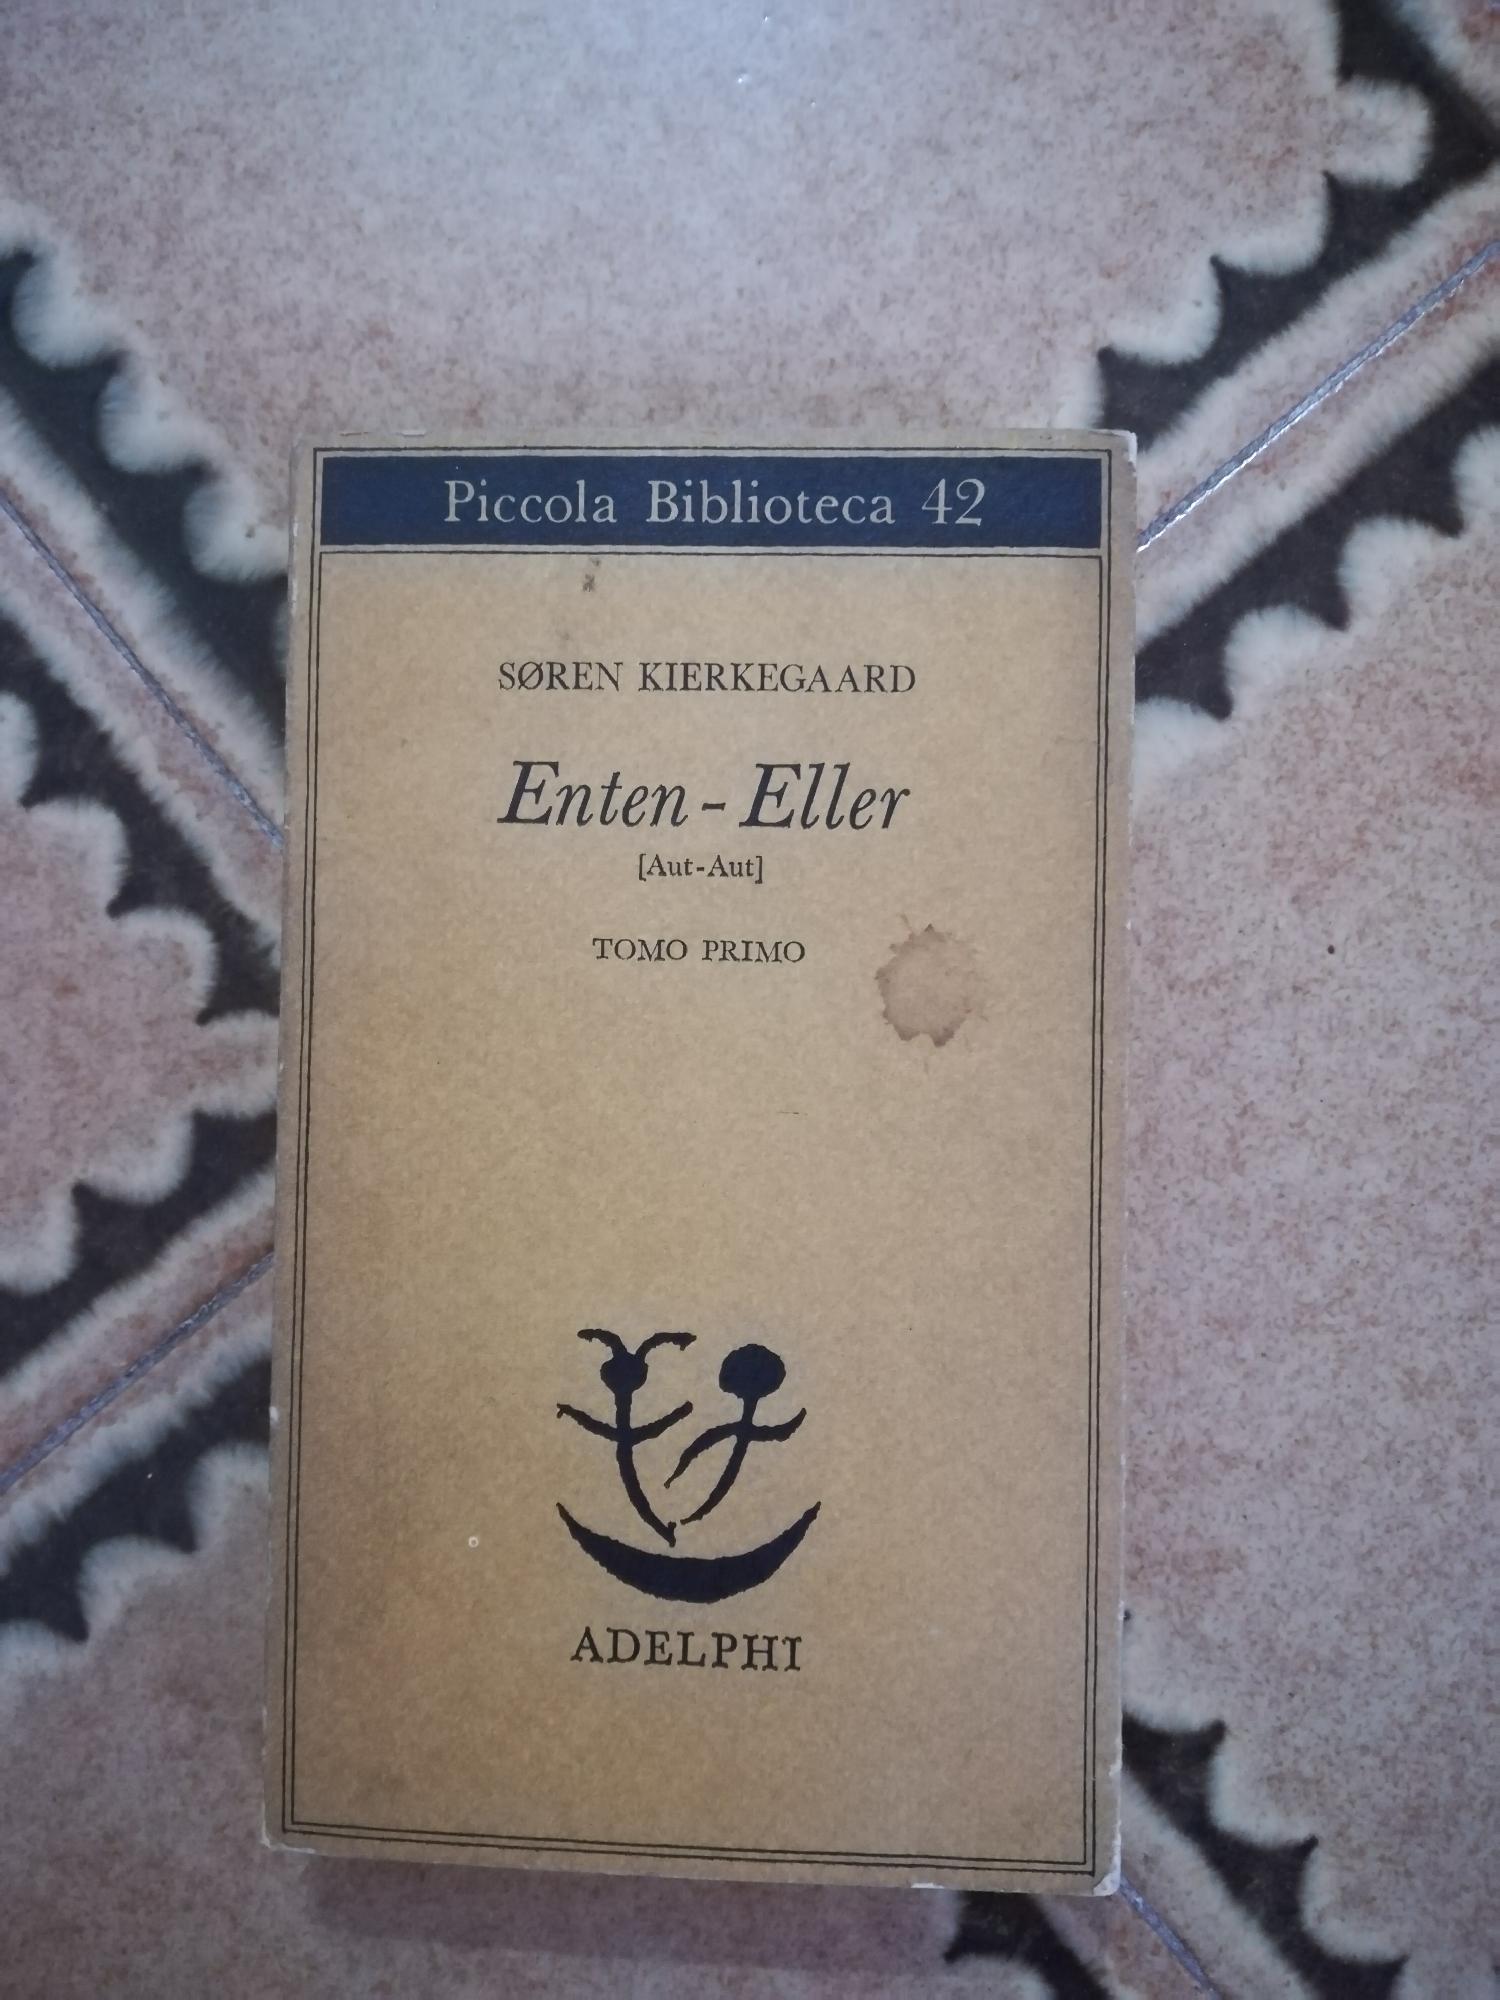 Piccola Biblioteca 42
SØREN KIERKEGAARD
Enten-Eller
[Aut-Aut]
TOMO PRIMO
ADELPHI